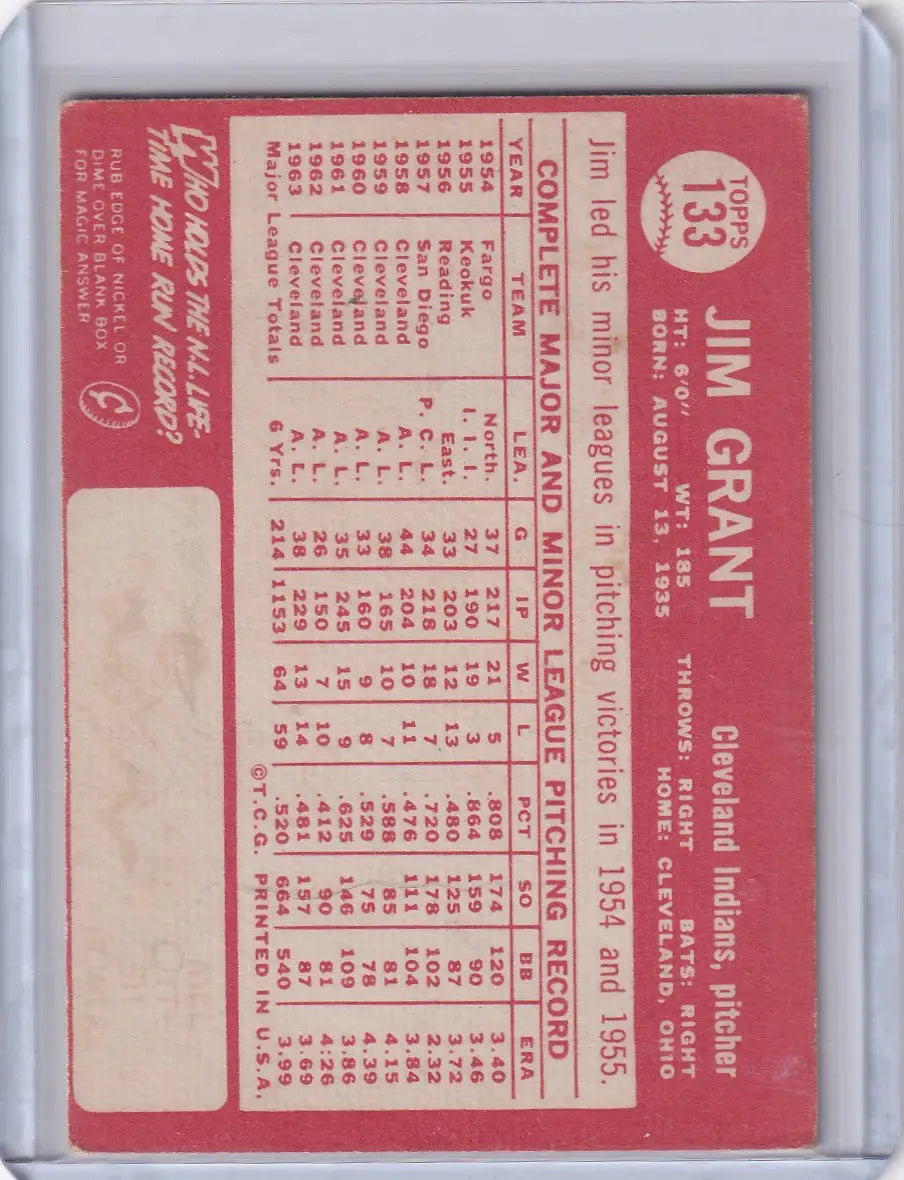 TOPPS
133
JIM GRANT
Cleveland Indians, pitcher
HT: 6'0" WT: 185 THROWS: RIGHT BATS: RIGHT
BORN: AUGUST 13, 1935 HOME: CLEVELAND, OHIO
Jim led his minor leagues in pitching victories in 1954 and 1955.
COMPLETE MAJOR AND MINOR LEAGUE PITCHING RECORD
YEAR TEAM LEA. G IP W L PCT SO BB ERA
1954 Fargo North. 37 217 21 5 .808 174 120 3.40
1955 Keokuk I. I. I. 27 190 19 3 .864 159 90 3.46
1956 Reading East. 33 203 12 13 .480 125 87 3.72
1957 San Diego P. C. L. 34 218 18 7 .720 178 102 2.32
1958 Cleveland A. L. 44 204 10 11 .476 111 104 3.84
1959 Cleveland A. L. 38 165 10 7 .588 85 81 4.15
1960 Cleveland A. L. 33 160 9 8 .529 75 78 4.39
1961 Cleveland A. L. 35 245 15 9 .625 146 109 3.86
1962 Cleveland A. L. 26 150 7 10 .412 90 81 4:26
1963 Cleveland A. L. 38 229 13 14 .481 157 87 3.69
Major League Totals 6 Yrs. 214 1153 64 59 .520 664 540 3.99
©T.C.G. PRINTED IN U.S.A.
WHO HOLDS THE N.L. LIFE-
TIME HOME RUN RECORD?
RUB EDGE OF NICKEL OR
DIME OVER BLANK BOX
FOR MAGIC ANSWER